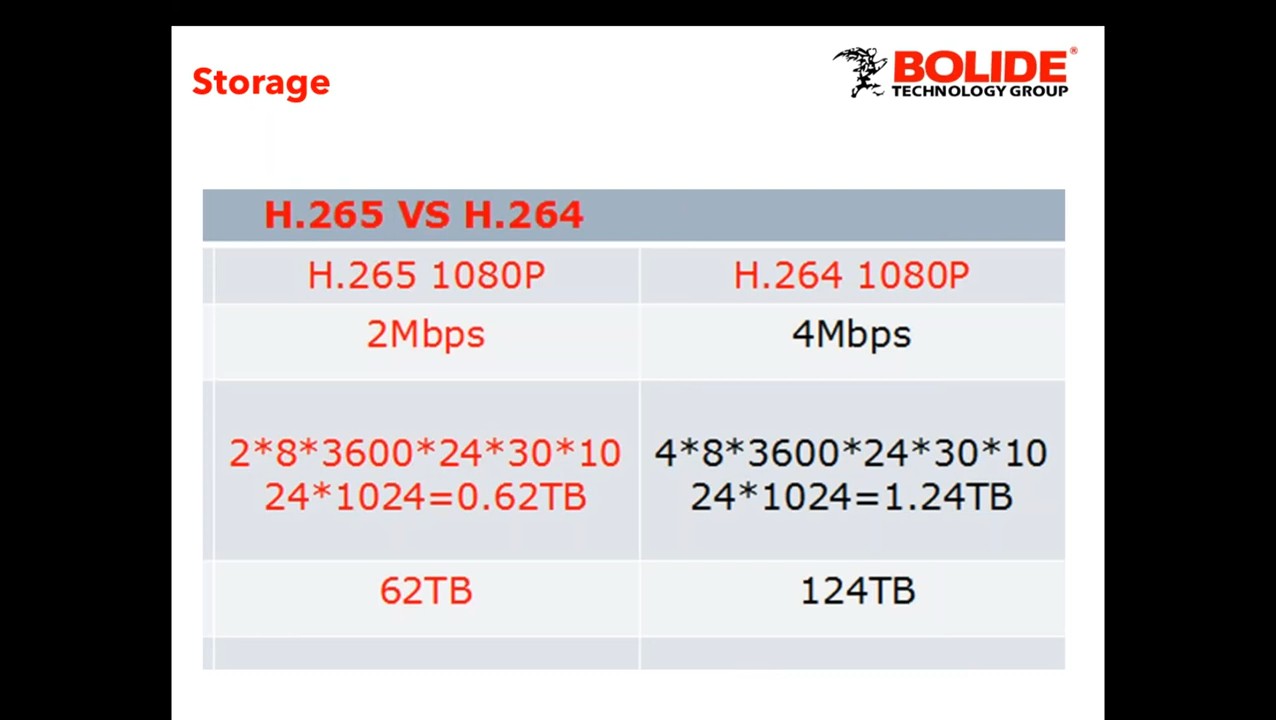 Storage
BOLIDE®
TECHNOLOGY GROUP
H.265 VS H.264
H.265 1080P
H.264 1080P
2Mbps
4Mbps
2*8*3600*24*30*10
24*1024=0.62TB
4*8*3600*24*30*10
24*1024=1.24TB
62TB
124TB